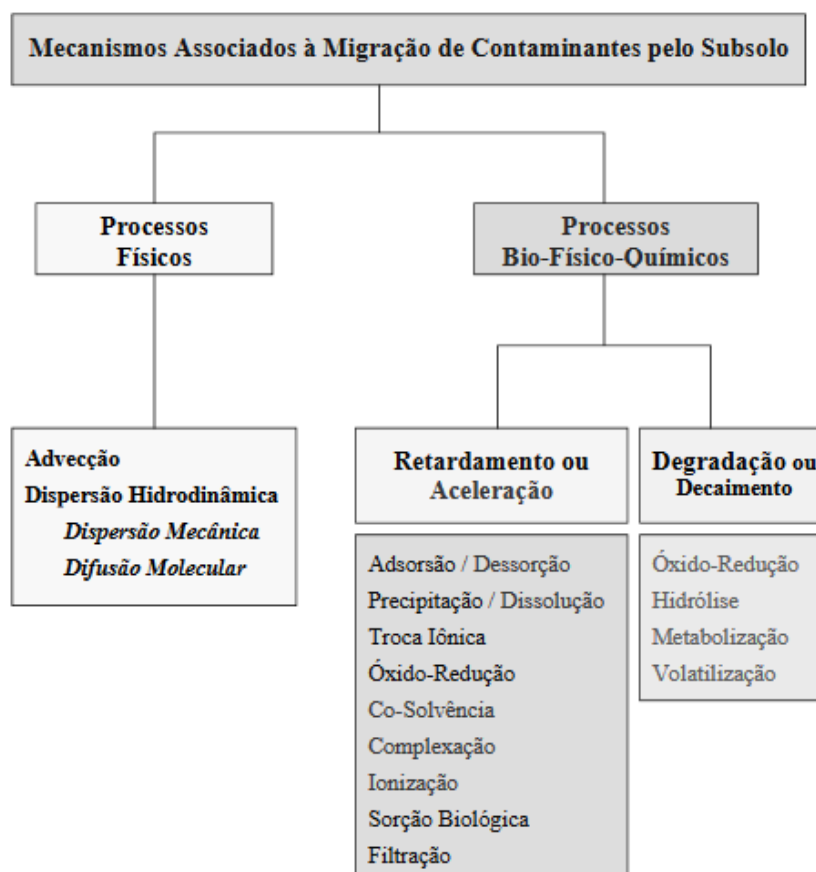 Mecanismos Associados à Migração de Contaminantes pelo Subsolo
Processos
Físicos
Processos
Bio-Físico-Químicos
Advecção
Dispersão Hidrodinâmica
Dispersão Mecânica
Difusão Molecular
Retardamento ou
Aceleração
Adsorsão / Dessorção
Precipitação / Dissolução
Troca Iônica
Óxido-Redução
Co-Solvência
Complexação
Ionização
Sorção Biológica
Filtração
Degradação ou
Decaimento
Óxido-Redução
Hidrólise
Metabolização
Volatilização